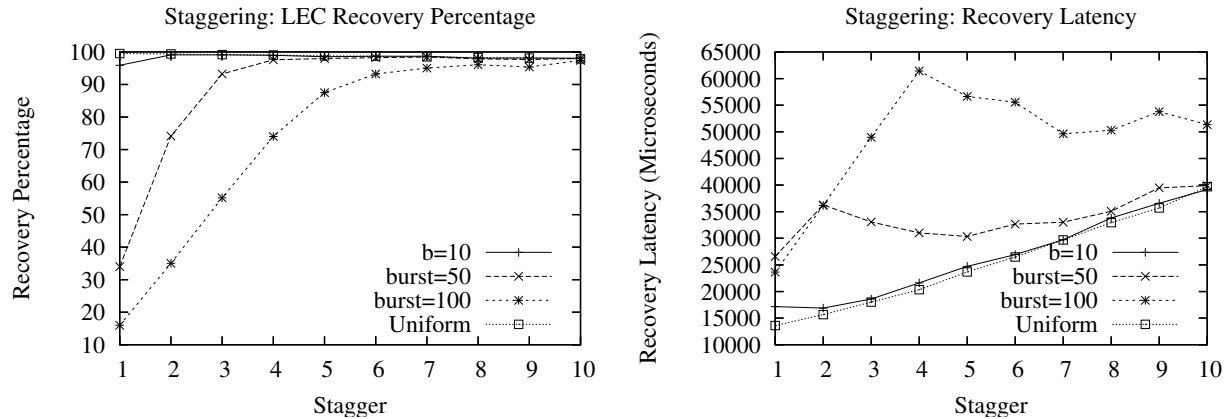 Staggering: LEC Recovery Percentage
Recovery Percentage
100
90
80
70
60
50
40
30
20
10
b=10
burst=50
burst=100
Uniform
1 2 3 4 5 6 7 8 9 10
Stagger
Staggering: Recovery Latency
Recovery Latency (Microseconds)
65000
60000
55000
50000
45000
40000
35000
30000
25000
20000
15000
10000
b=10
burst=50
burst=100
Uniform
1 2 3 4 5 6 7 8 9 10
Stagger